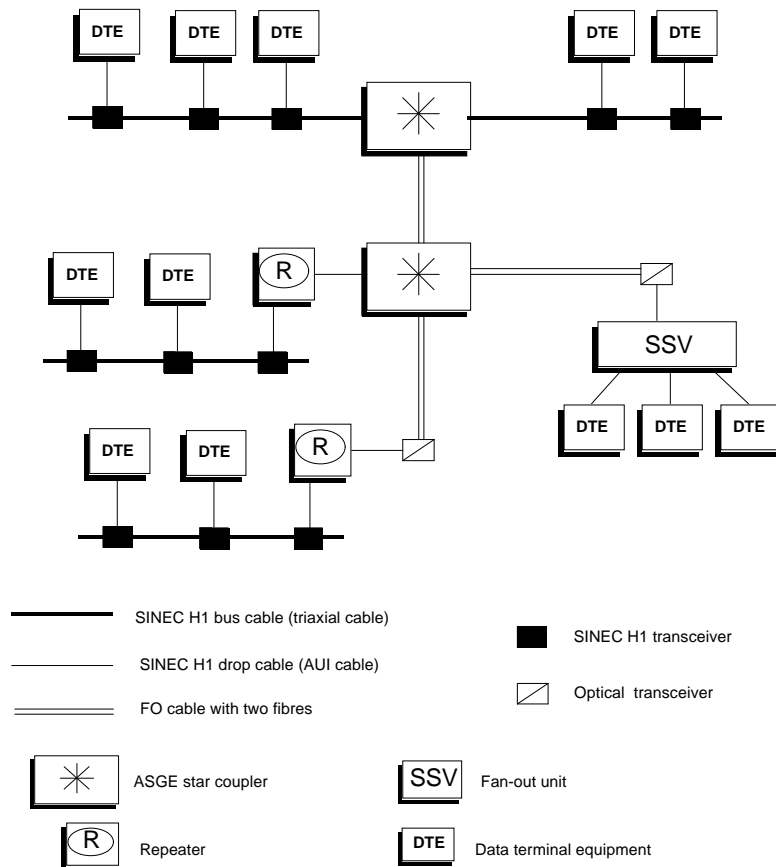 DTE
DTE
DTE
DTE
DTE
DTE
DTE
R
SSV
DTE
DTE
DTE
DTE
DTE
R
SINEC H1 bus cable (triaxial cable)
SINEC H1 transceiver
SINEC H1 drop cable (AUI cable)
Optical transceiver
FO cable with two fibres
ASGE star coupler
SSV
Fan-out unit
R
Repeater
DTE
Data terminal equipment